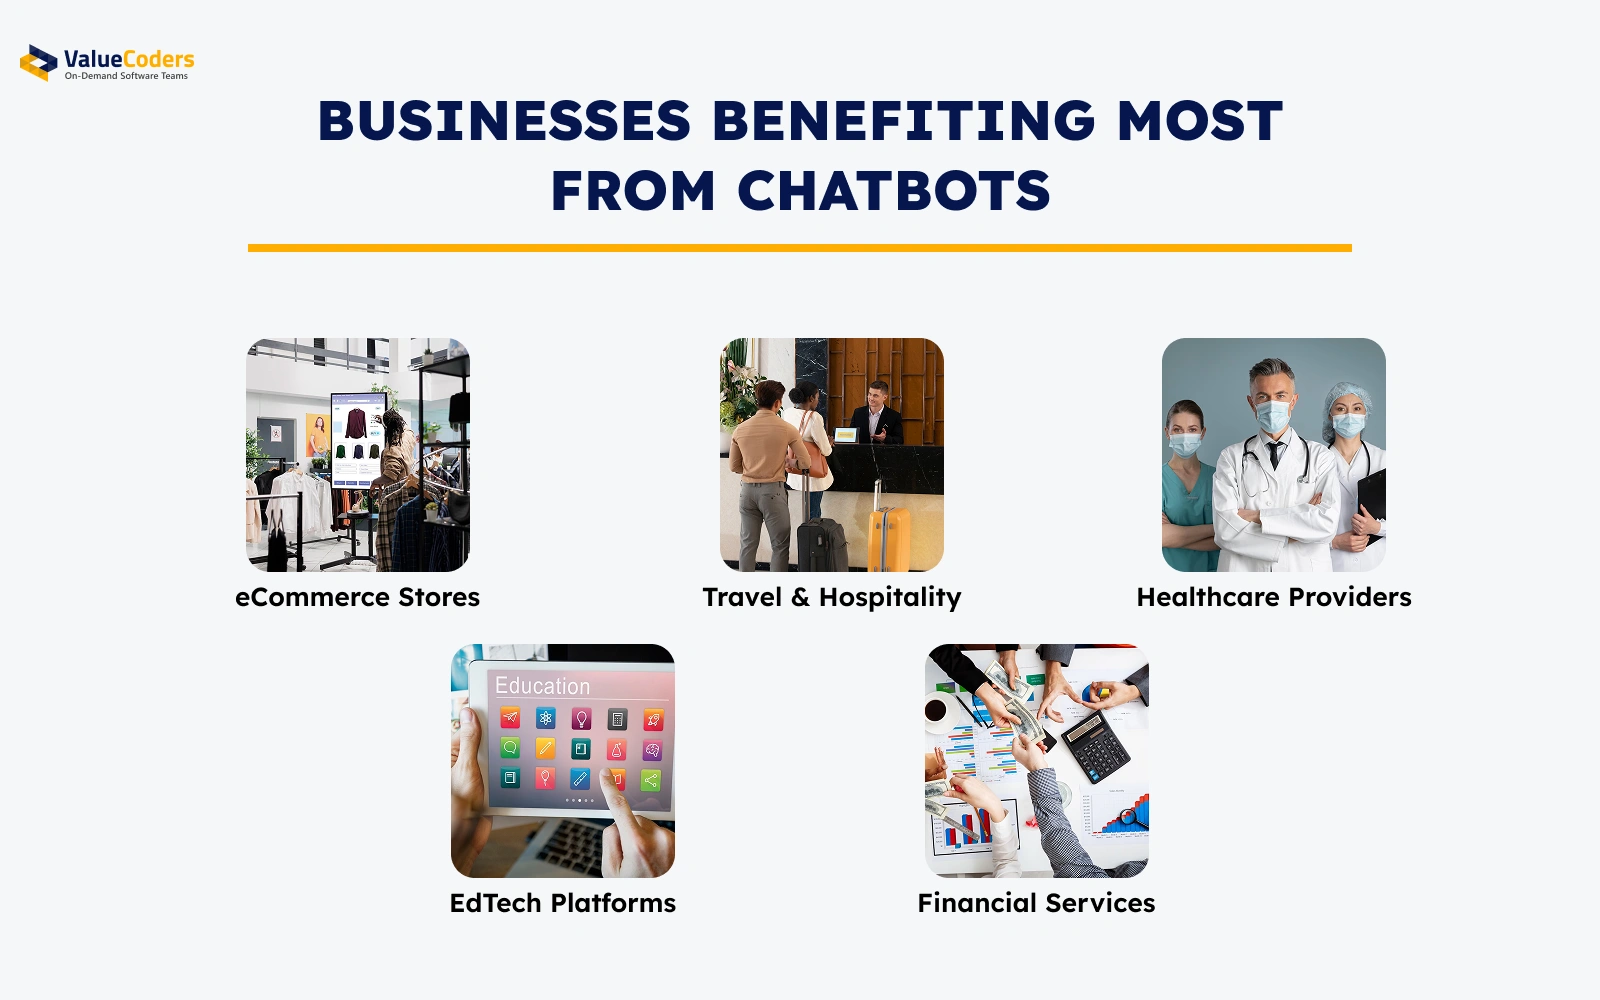 ValueCoders
On-Demand Software Teams
BUSINESSES BENEFITING MOST
FROM CHATBOTS
eCommerce Stores
Travel & Hospitality
Healthcare Providers
Education
EdTech Platforms
Financial Services